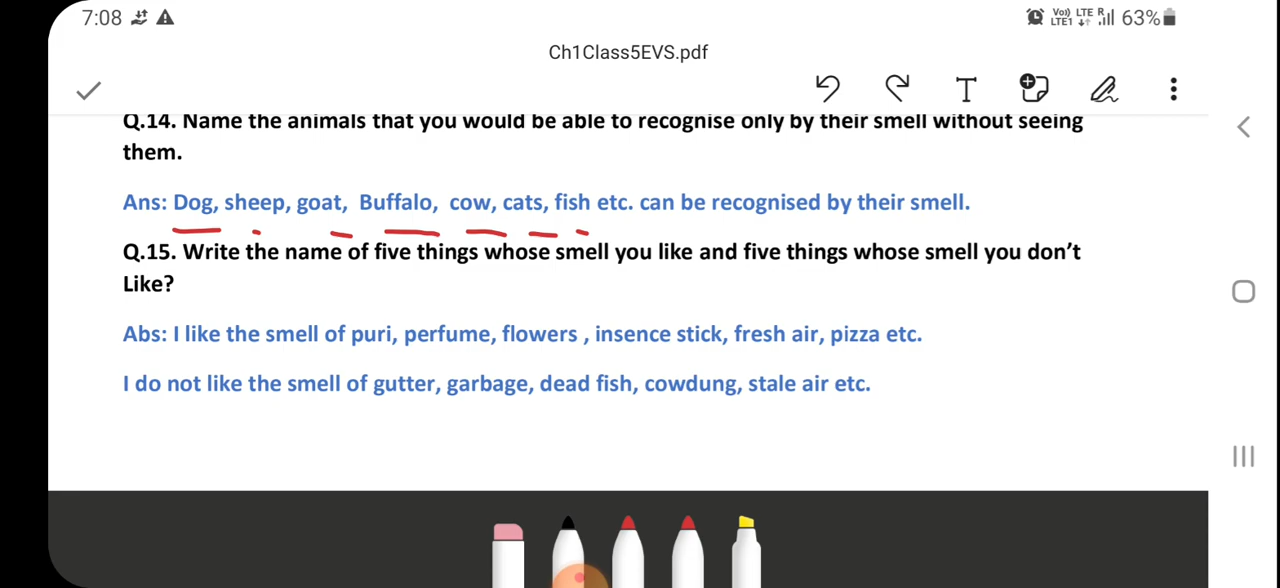 7:08
Vo)) LTE R
LTE1
63%
Ch1Class5EVS.pdf
T
Q.14. Name the animals that you would be able to recognise only by their smell without seeing
them.
Ans: Dog, sheep, goat, Buffalo, cow, cats, fish etc. can be recognised by their smell.
Q.15. Write the name of five things whose smell you like and five things whose smell you don't
Like?
Abs: I like the smell of puri, perfume, flowers , insence stick, fresh air, pizza etc.
I do not like the smell of gutter, garbage, dead fish, cowdung, stale air etc.